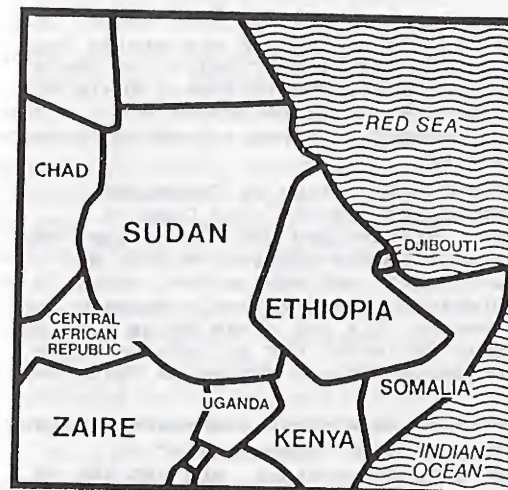 RED SEA
CHAD
SUDAN
DJIBOUTI
ETHIOPIA
CENTRAL
AFRICAN
REPUBLIC
SOMALIA
UGANDA
ZAIRE
KENYA
INDIAN
OCEAN